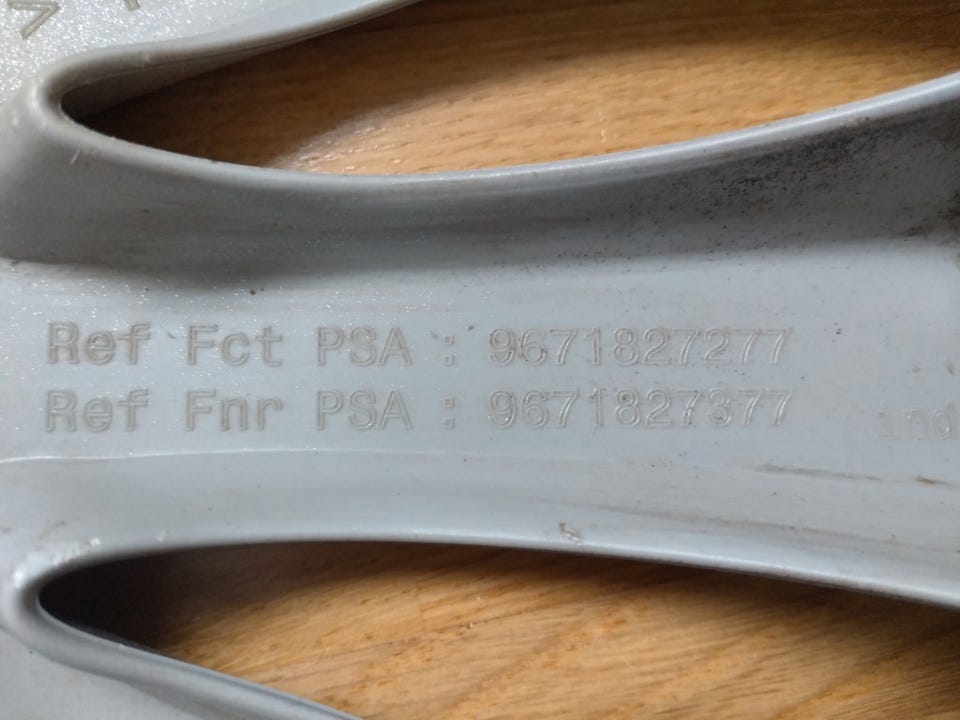 Ref Fct PSA : 9671827277
Ref Fnr PSA : 9671827377 ind